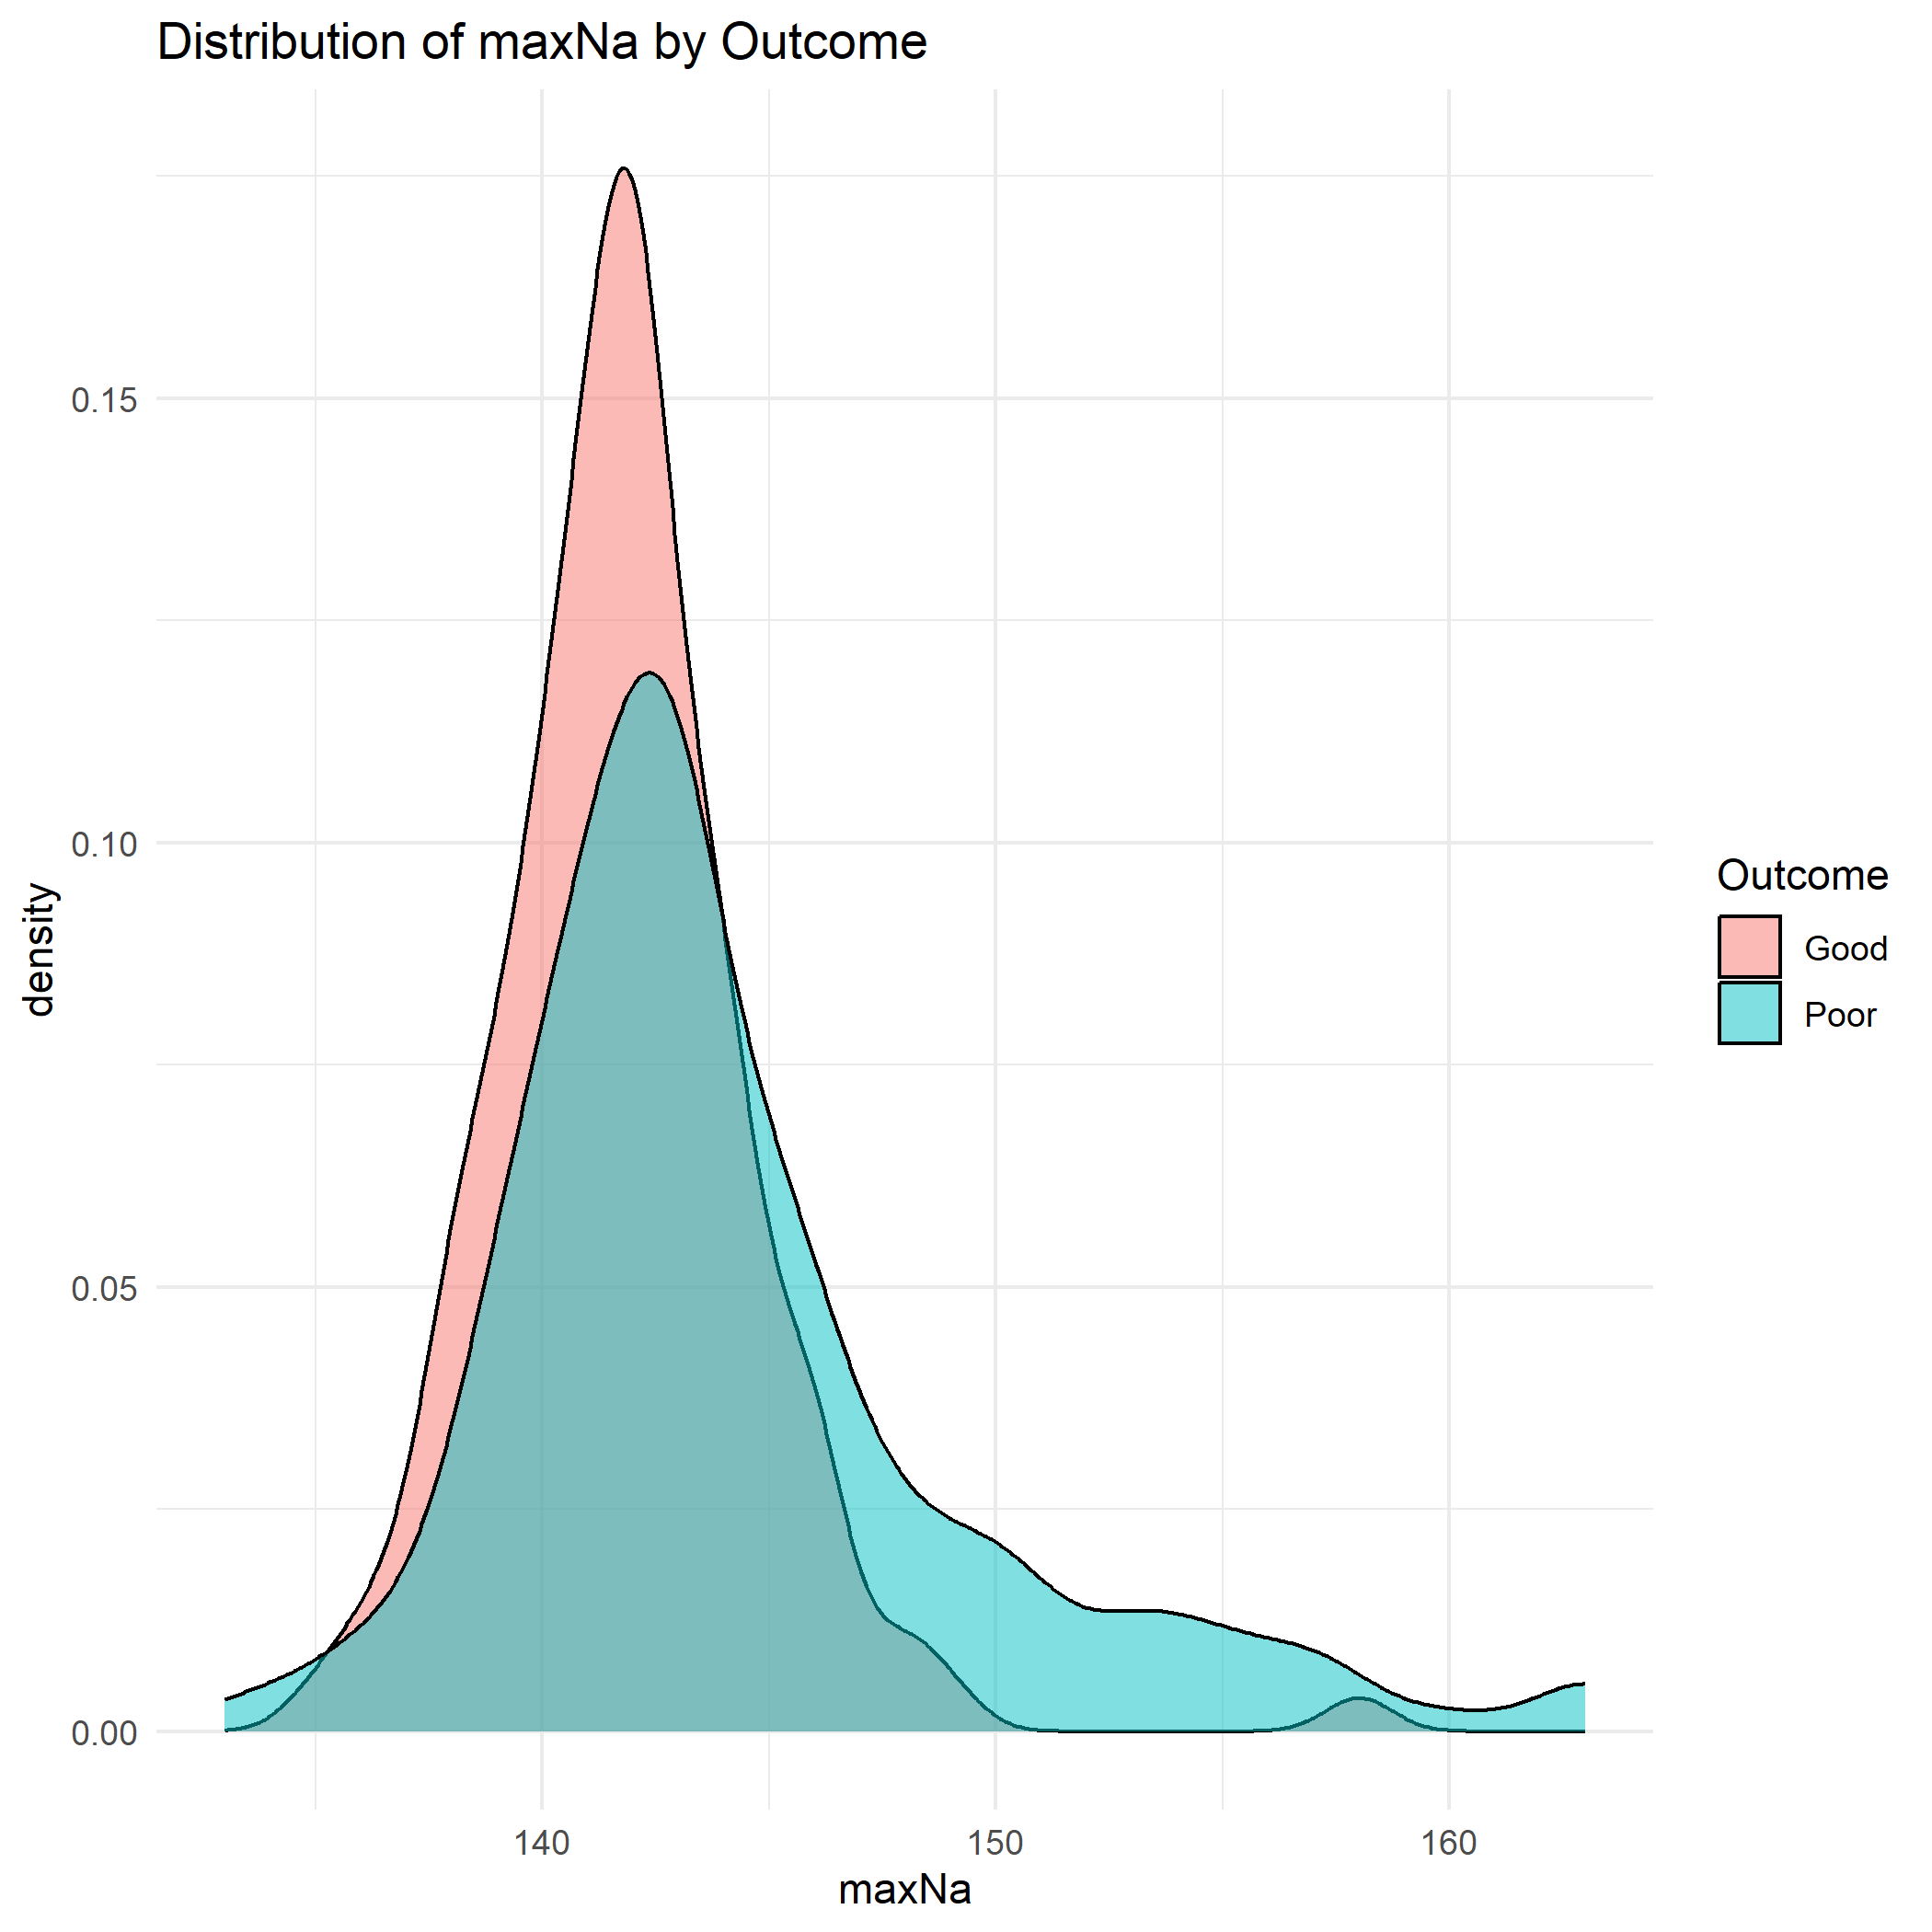 Distribution of maxNa by Outcome
0.15
0.10
0.05
0.00
density
140 150 160
maxNa
Outcome
Good
Poor